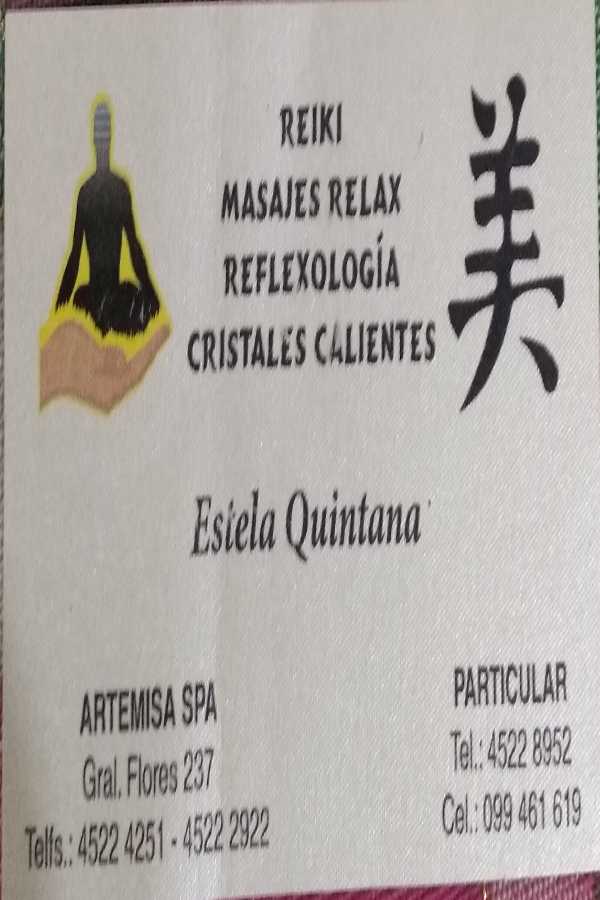 REIKI
MASAJES RELAX
REFLEXOLOGÍA
CRISTALES CALIENTES
美
Estela Quintana
ARTEMISA SPA
Gral. Flores 237
Telfs.: 4522 4251 - 4522 2922
PARTICULAR
Tel.: 4522 8952
Cel.: 099 461 619